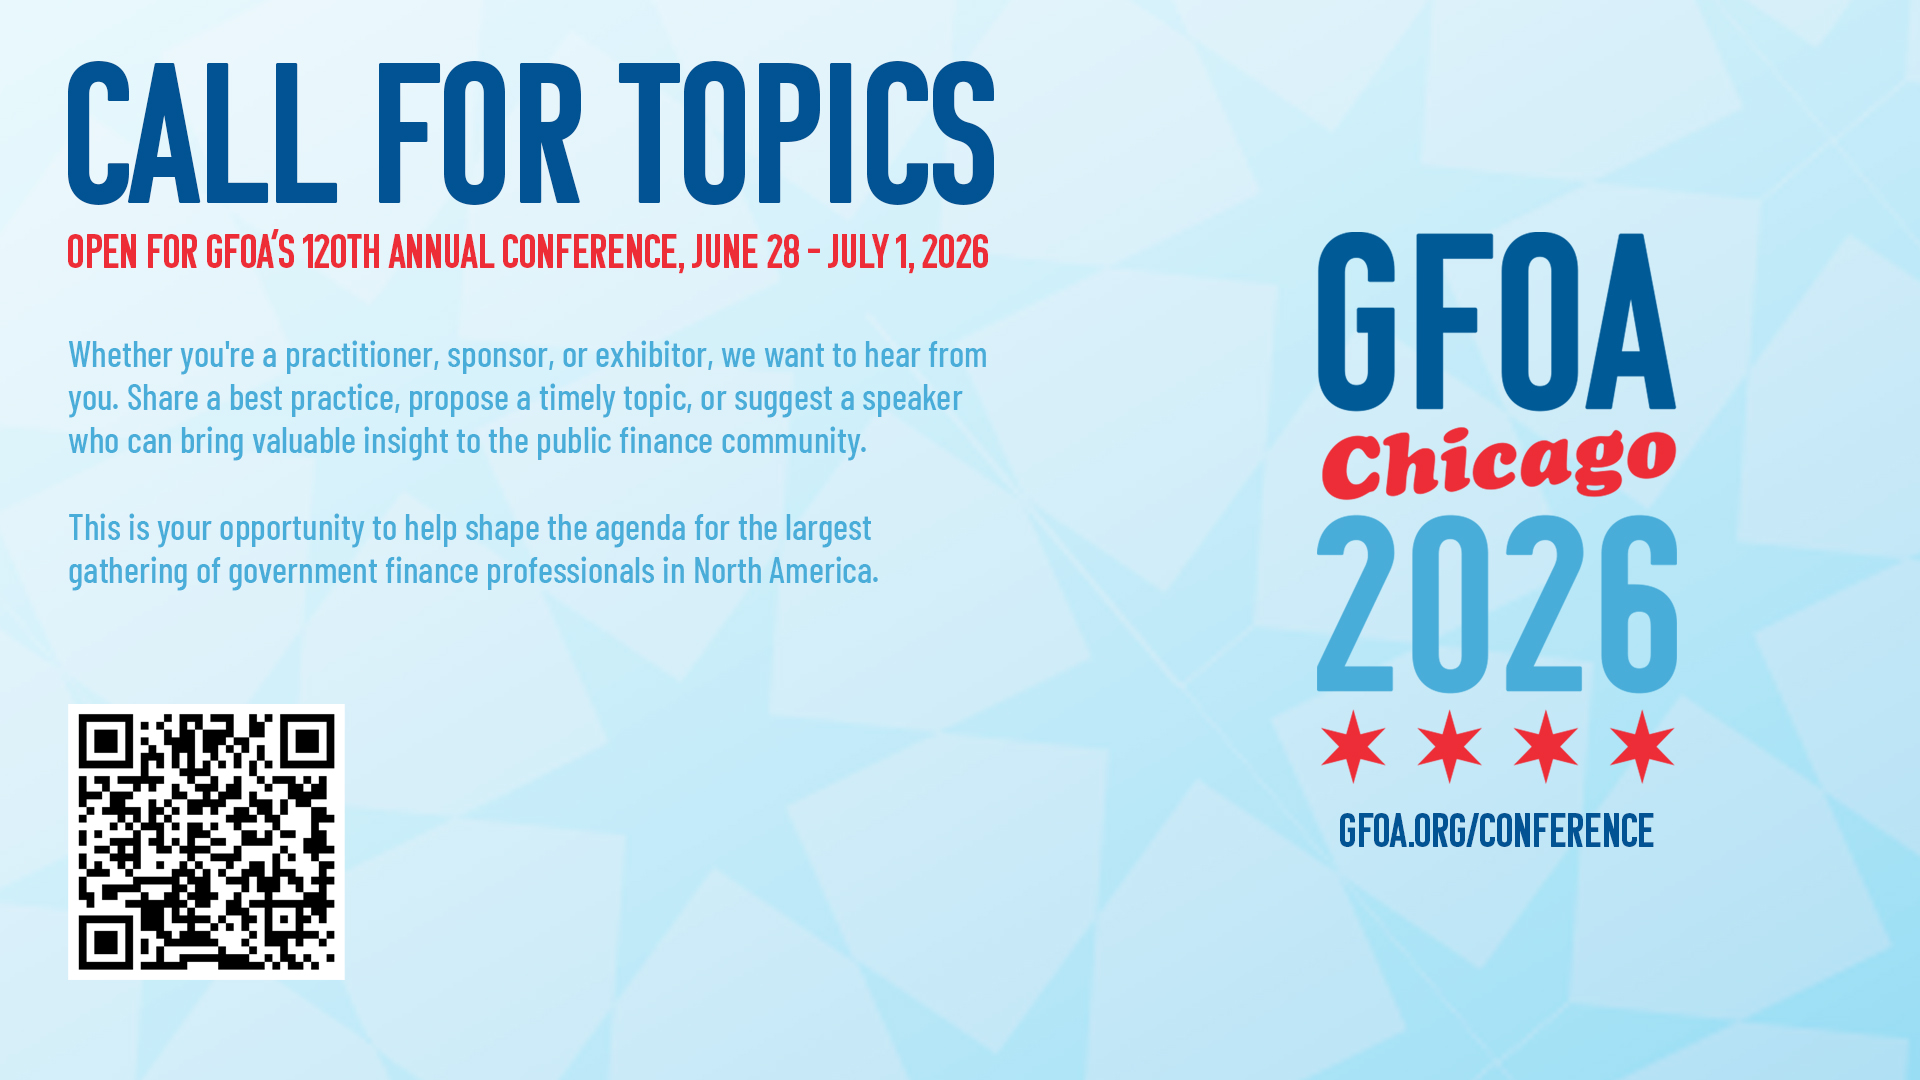 CALL FOR TOPICS
OPEN FOR GFOA'S 120TH ANNUAL CONFERENCE, JUNE 28 - JULY 1, 2026
Whether you're a practitioner, sponsor, or exhibitor, we want to hear from
you. Share a best practice, propose a timely topic, or suggest a speaker
who can bring valuable insight to the public finance community.
This is your opportunity to help shape the agenda for the largest
gathering of government finance professionals in North America.
GFOA
Chicago
2026
GFOA.ORG/CONFERENCE